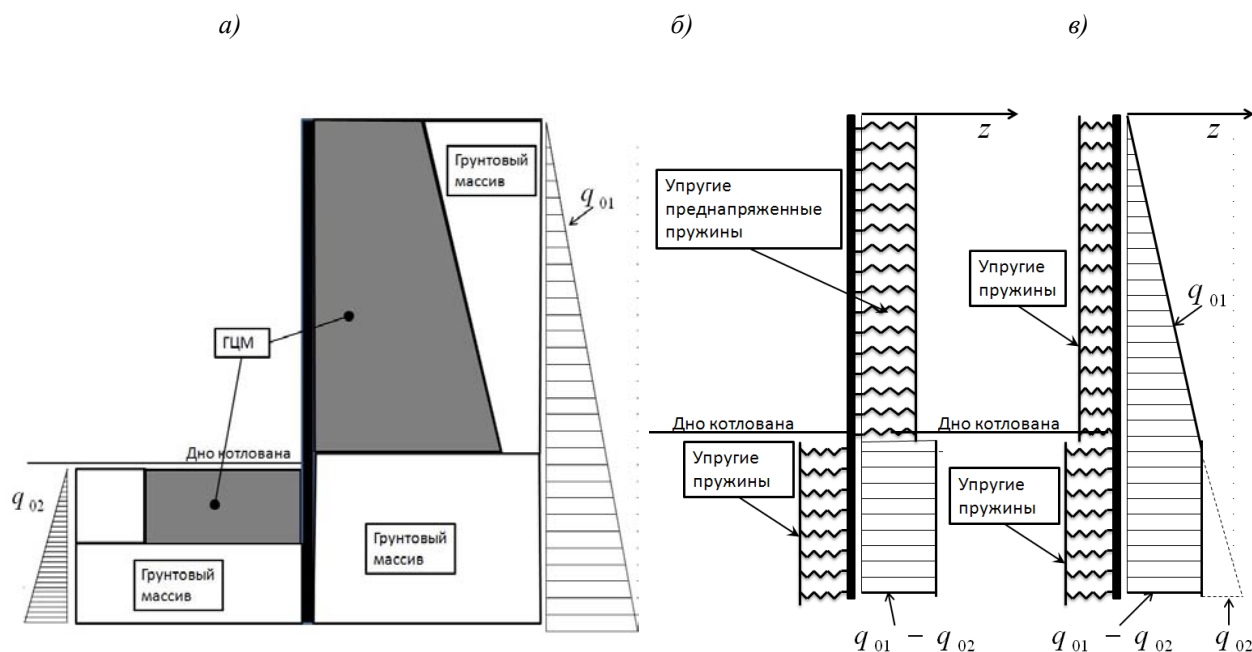 а)
б)
в)
Грунтовый
массив
q 01
ГЦМ
Дно котлована
q 02
Грунтовый
массив
Грунтовый
массив
z
Упругие
преднапряженные
пружины
Дно котлована
Упругие
пружины
q 01 − q 02
z
Упругие
пружины
q 01
Дно котлована
Упругие
пружины
q 01 − q 02
q 02